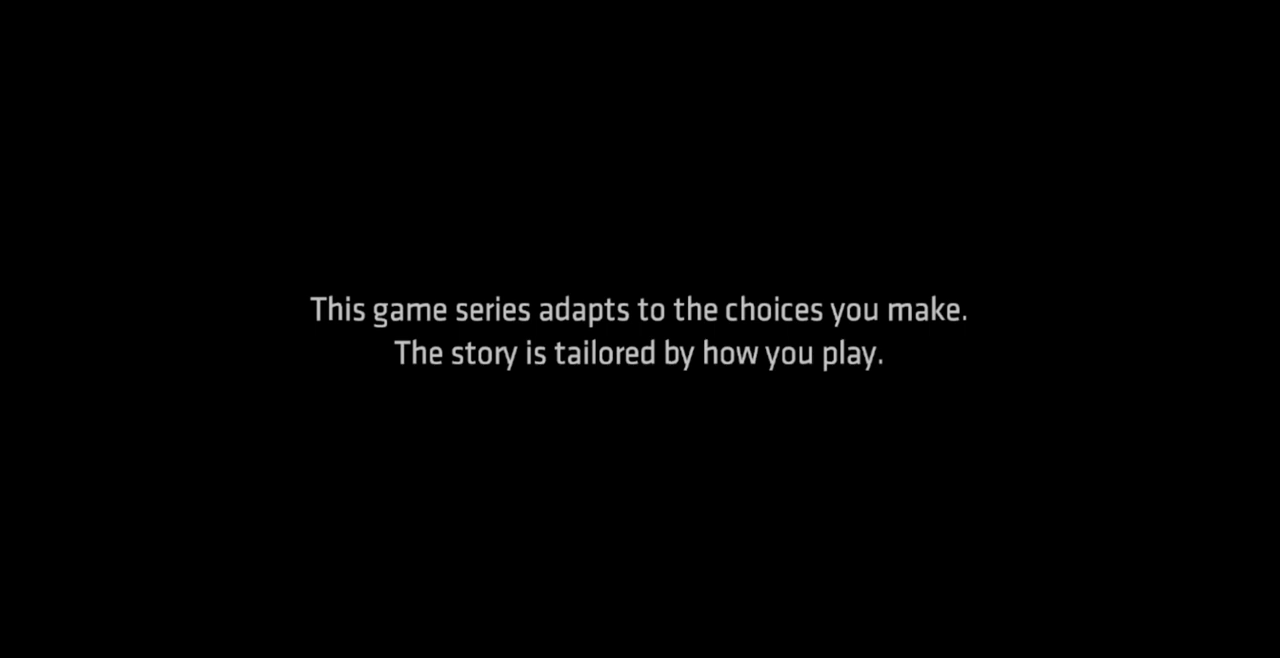 This game series adapts to the choices you make.
The story is tailored by how you play.